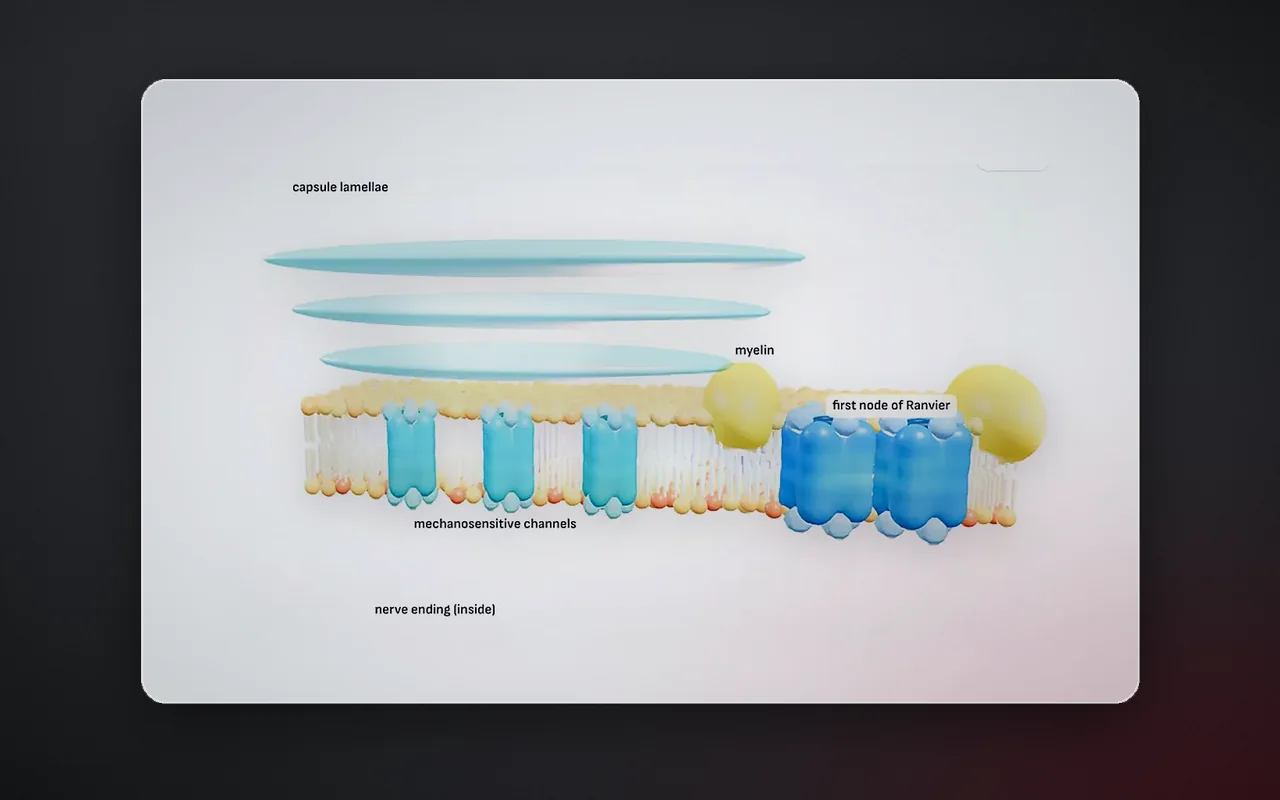 capsule lamellae
myelin
first node of Ranvier
mechanosensitive channels
nerve ending (inside)